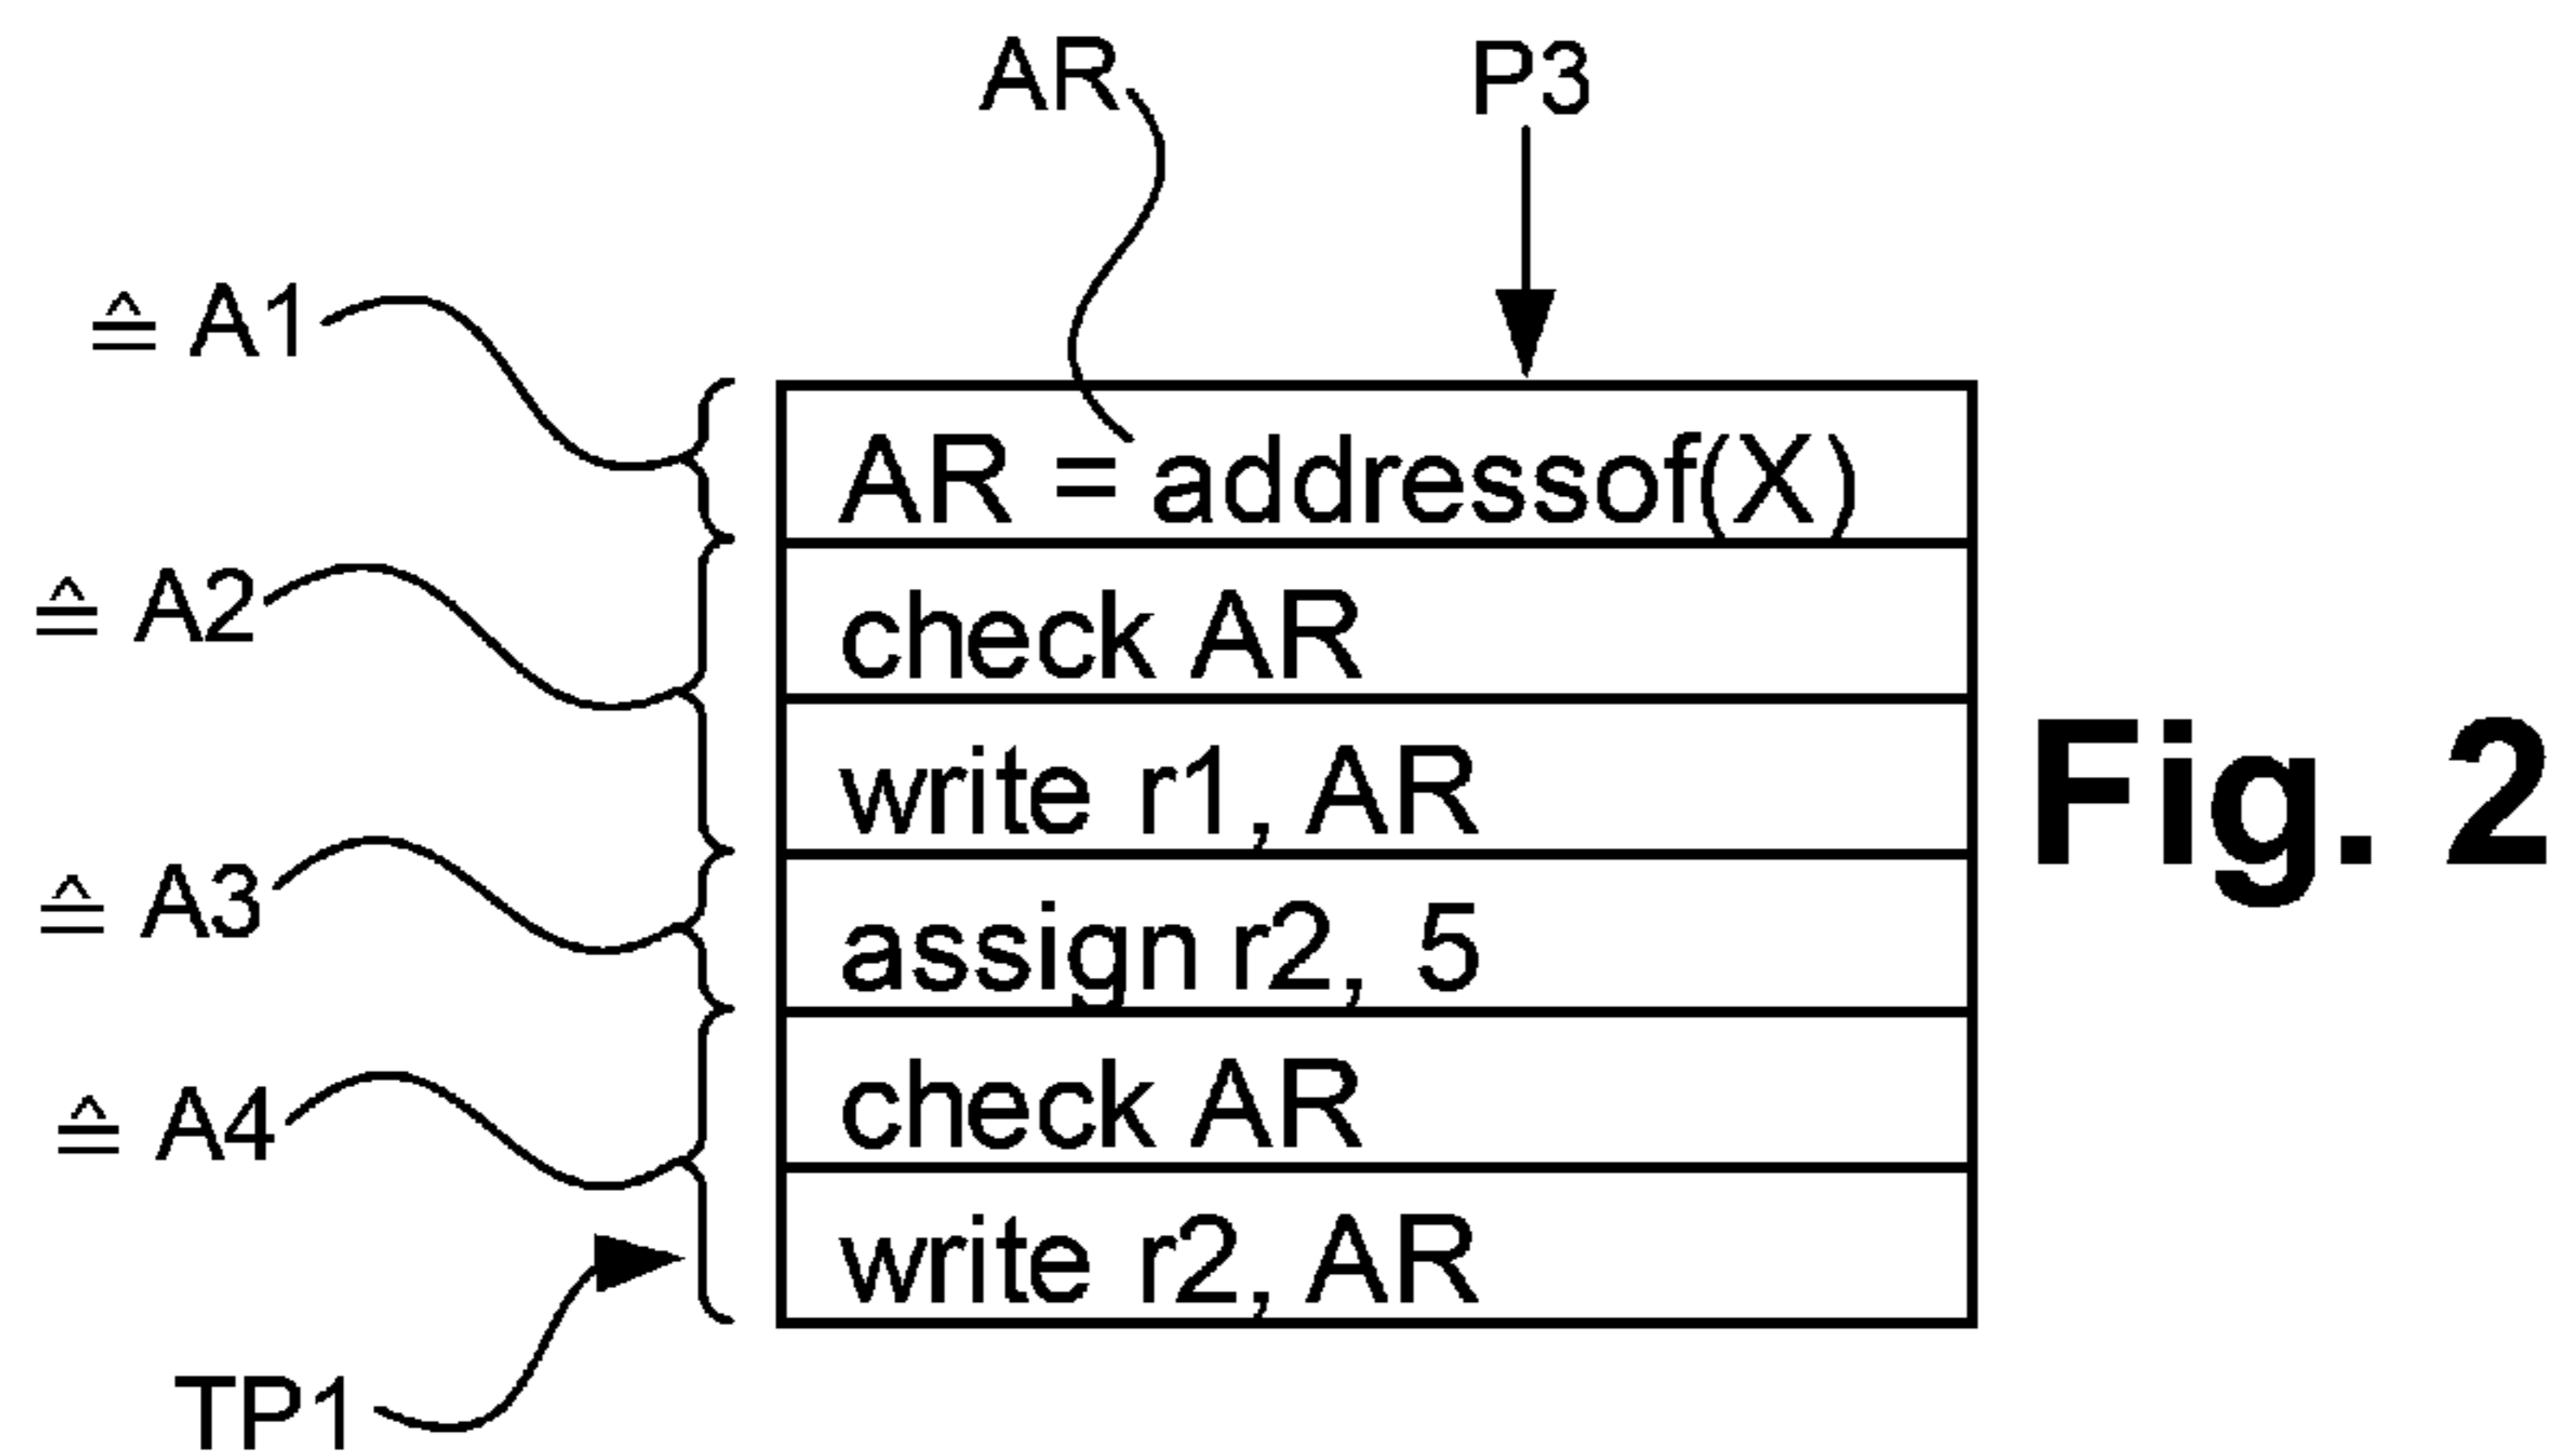 AR
P3
≙ A1
AR = addressof(X)
≙ A2
check AR
write r1, AR
Fig. 2
≙ A3
assign r2, 5
≙ A4
check AR
write r2, AR
TP1